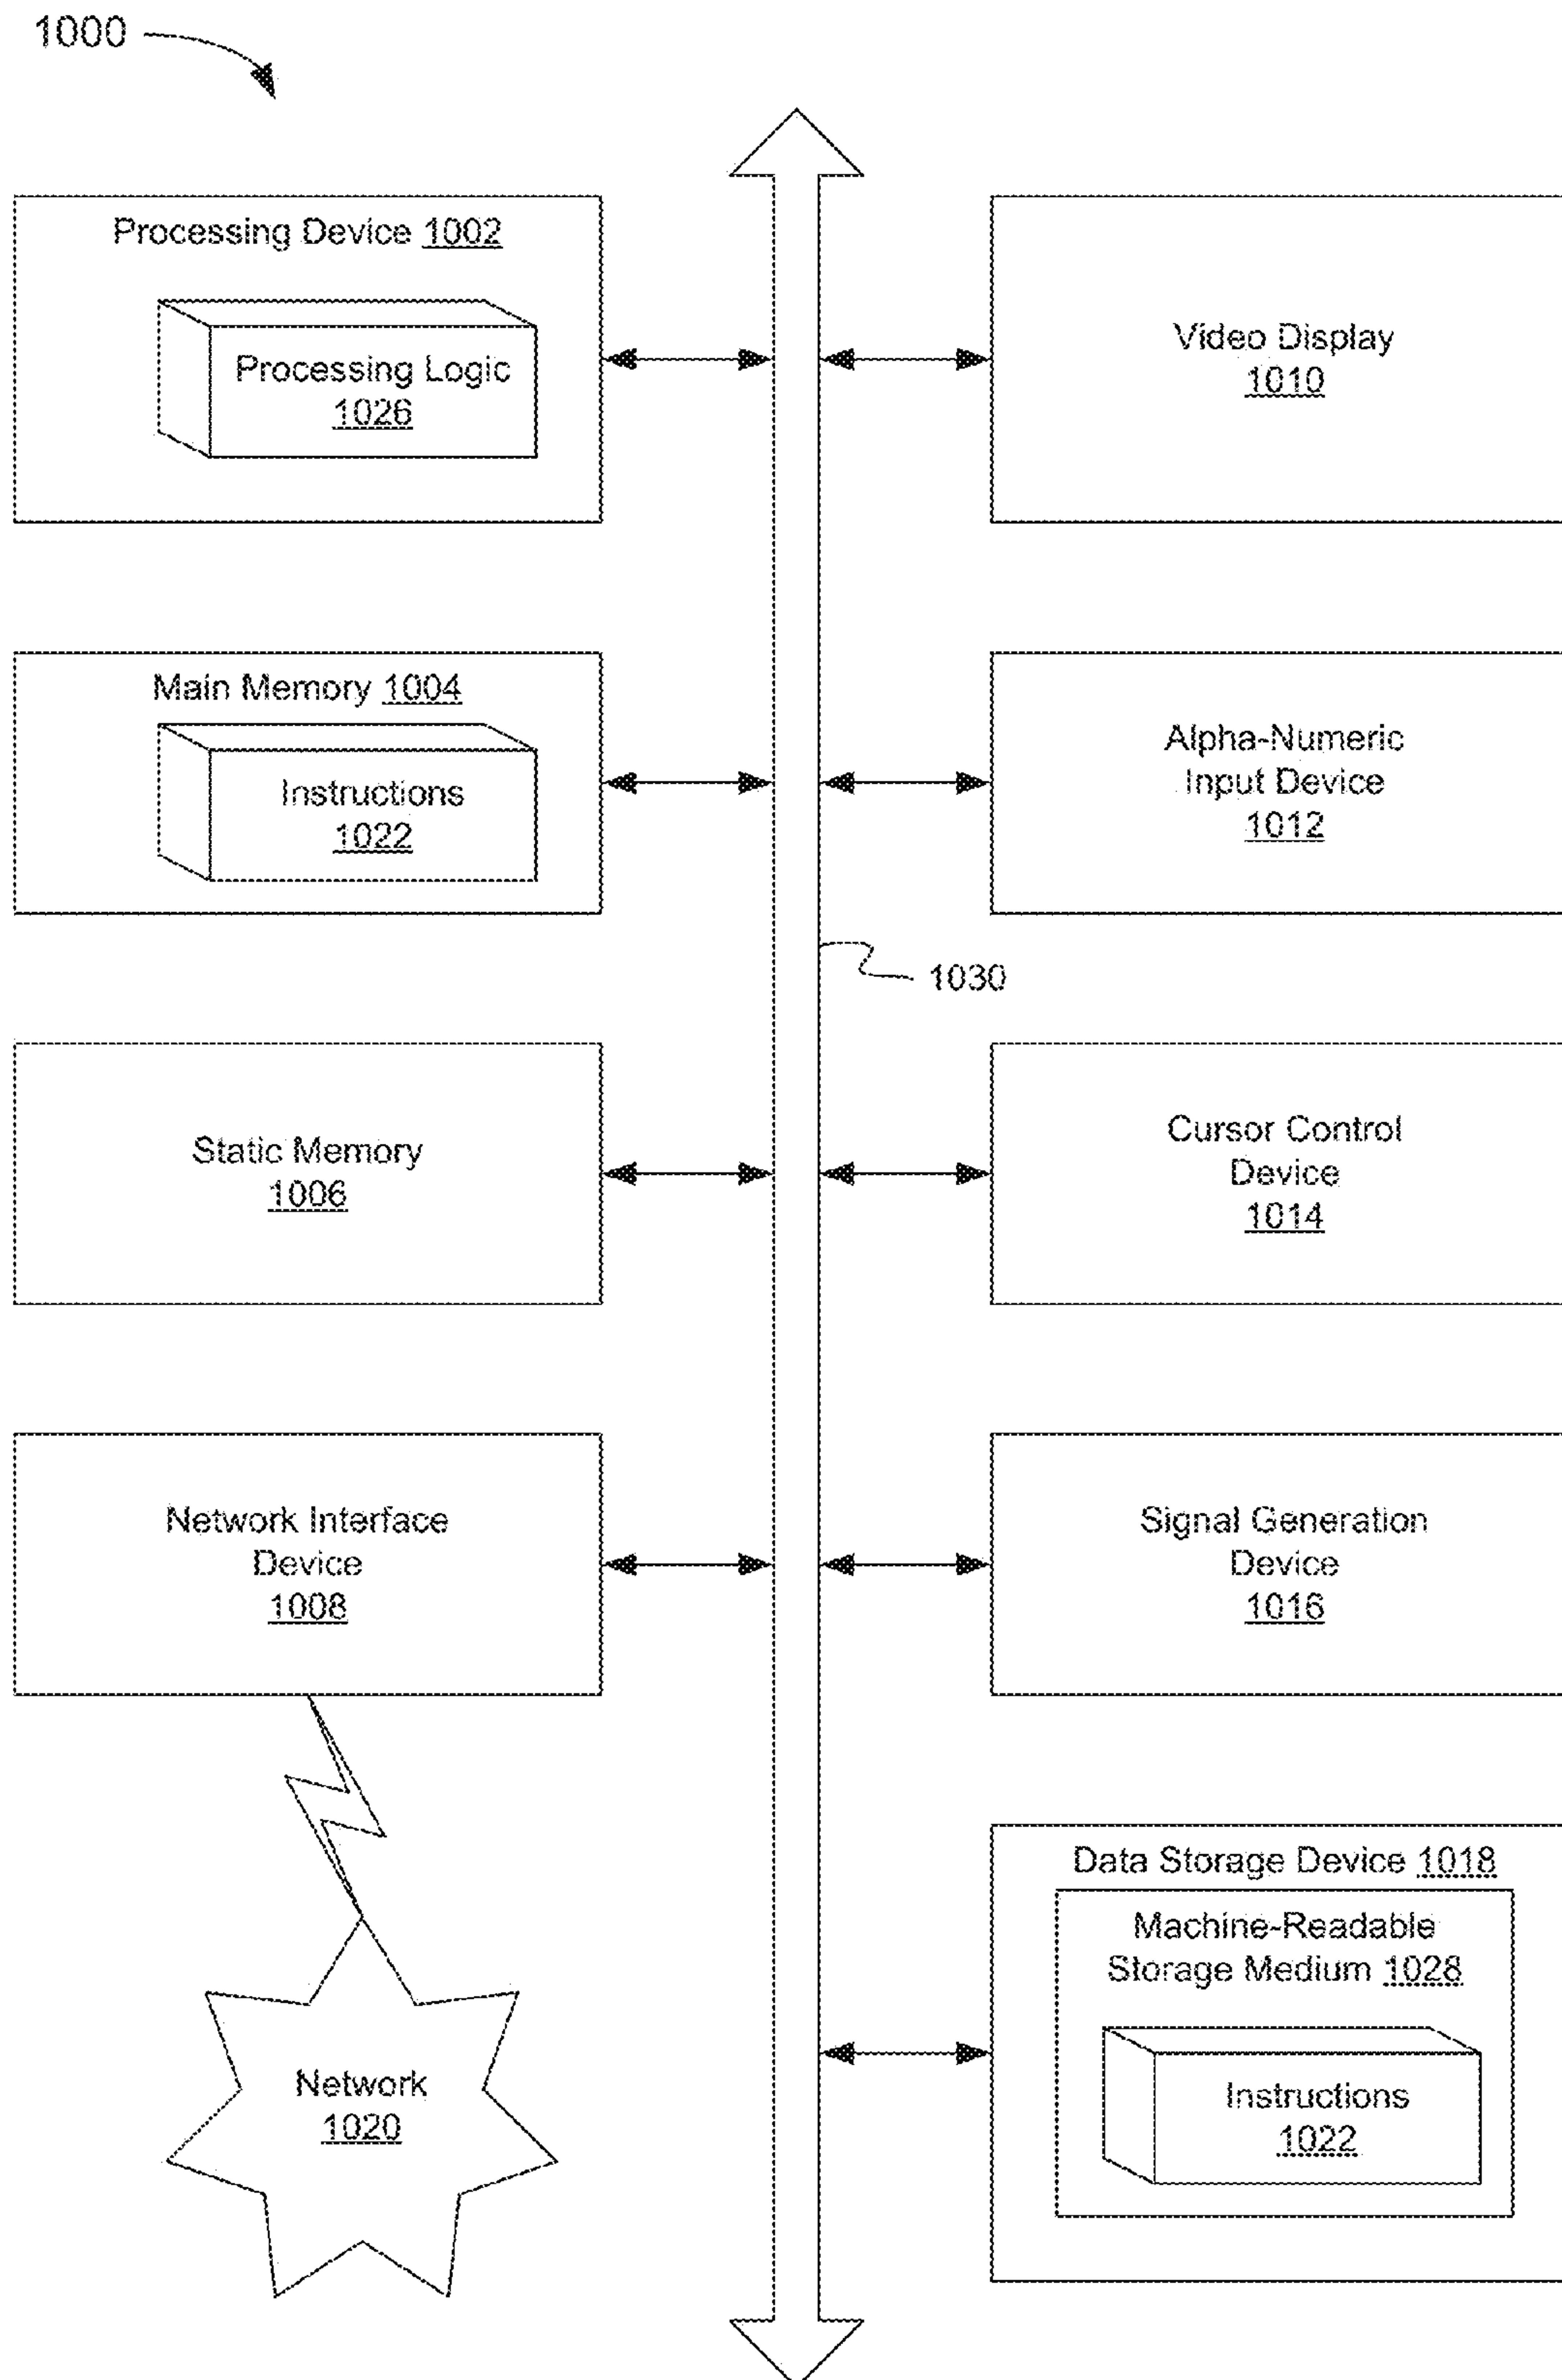 1000
Processing Device 1002
Processing Logic
1026
Video Display
1010
Main Memory 1004
Instructions
1022
Alpha-Numeric
Input Device
1012
1030
Static Memory
1006
Cursor Control
Device
1014
Network Interface
Device
1008
Signal Generation
Device
1016
Data Storage Device 1018
Machine-Readable
Storage Medium 1028
Instructions
1022
Network
1020